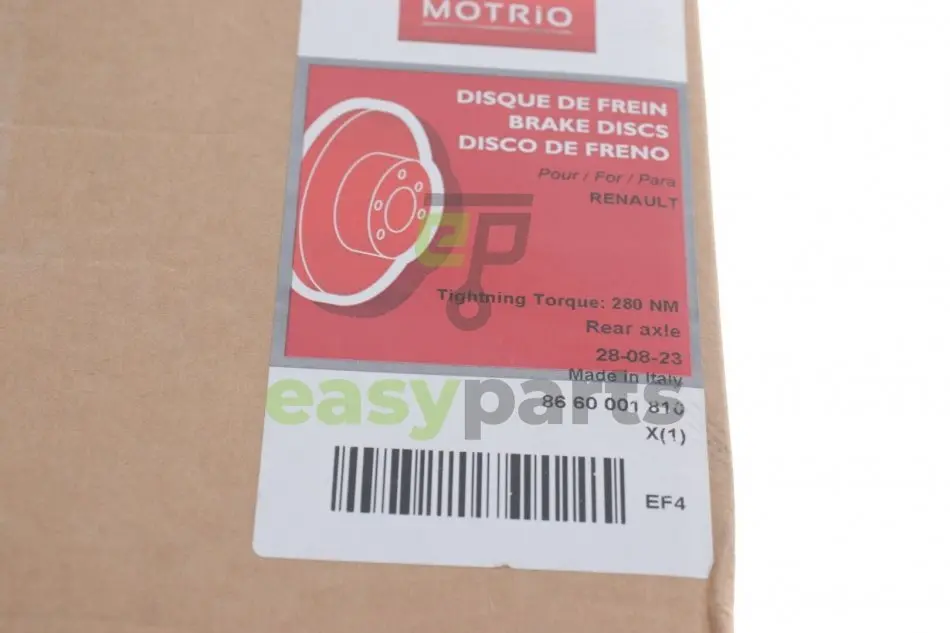 MOTRiO
DISQUE DE FREIN
BRAKE DISCS
DISCO DE FRENO
Pour / For / Para
RENAULT
ep
Tightning Torque: 280 NM
Rear axle
28-08-23
Made in Italy
easyparts
86 60 001 810
X(1)
EF4